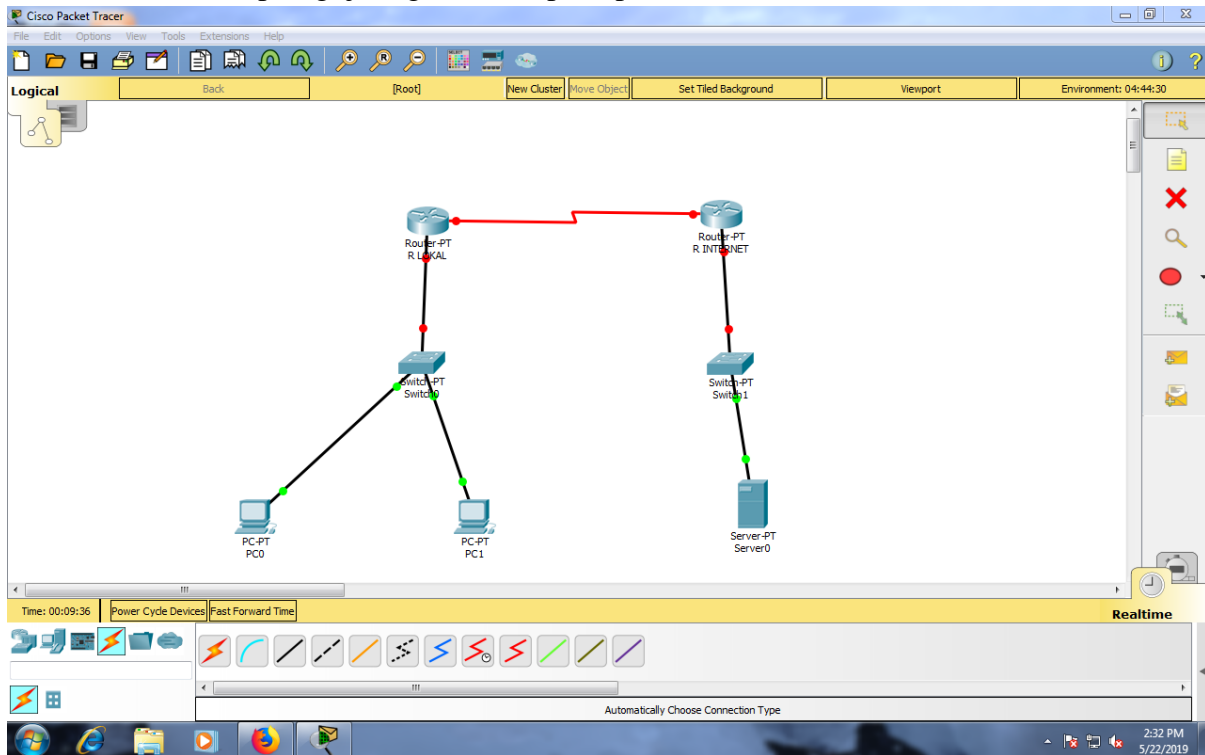 Cisco Packet Tracer
File Edit Options View Tools Extensions Help
Logical Back [Root] New Cluster Move Object Set Tiled Background Viewport Environment: 04:44:30
Router-PT
R LOKAL
Router-PT
R INTERNET
Switch-PT
Switch0
Switch-PT
Switch1
PC-PT
PC0
PC-PT
PC1
Server-PT
Server0
Time: 00:09:36 Power Cycle Devices Fast Forward Time Realtime
Automatically Choose Connection Type
2:32 PM
5/22/2019